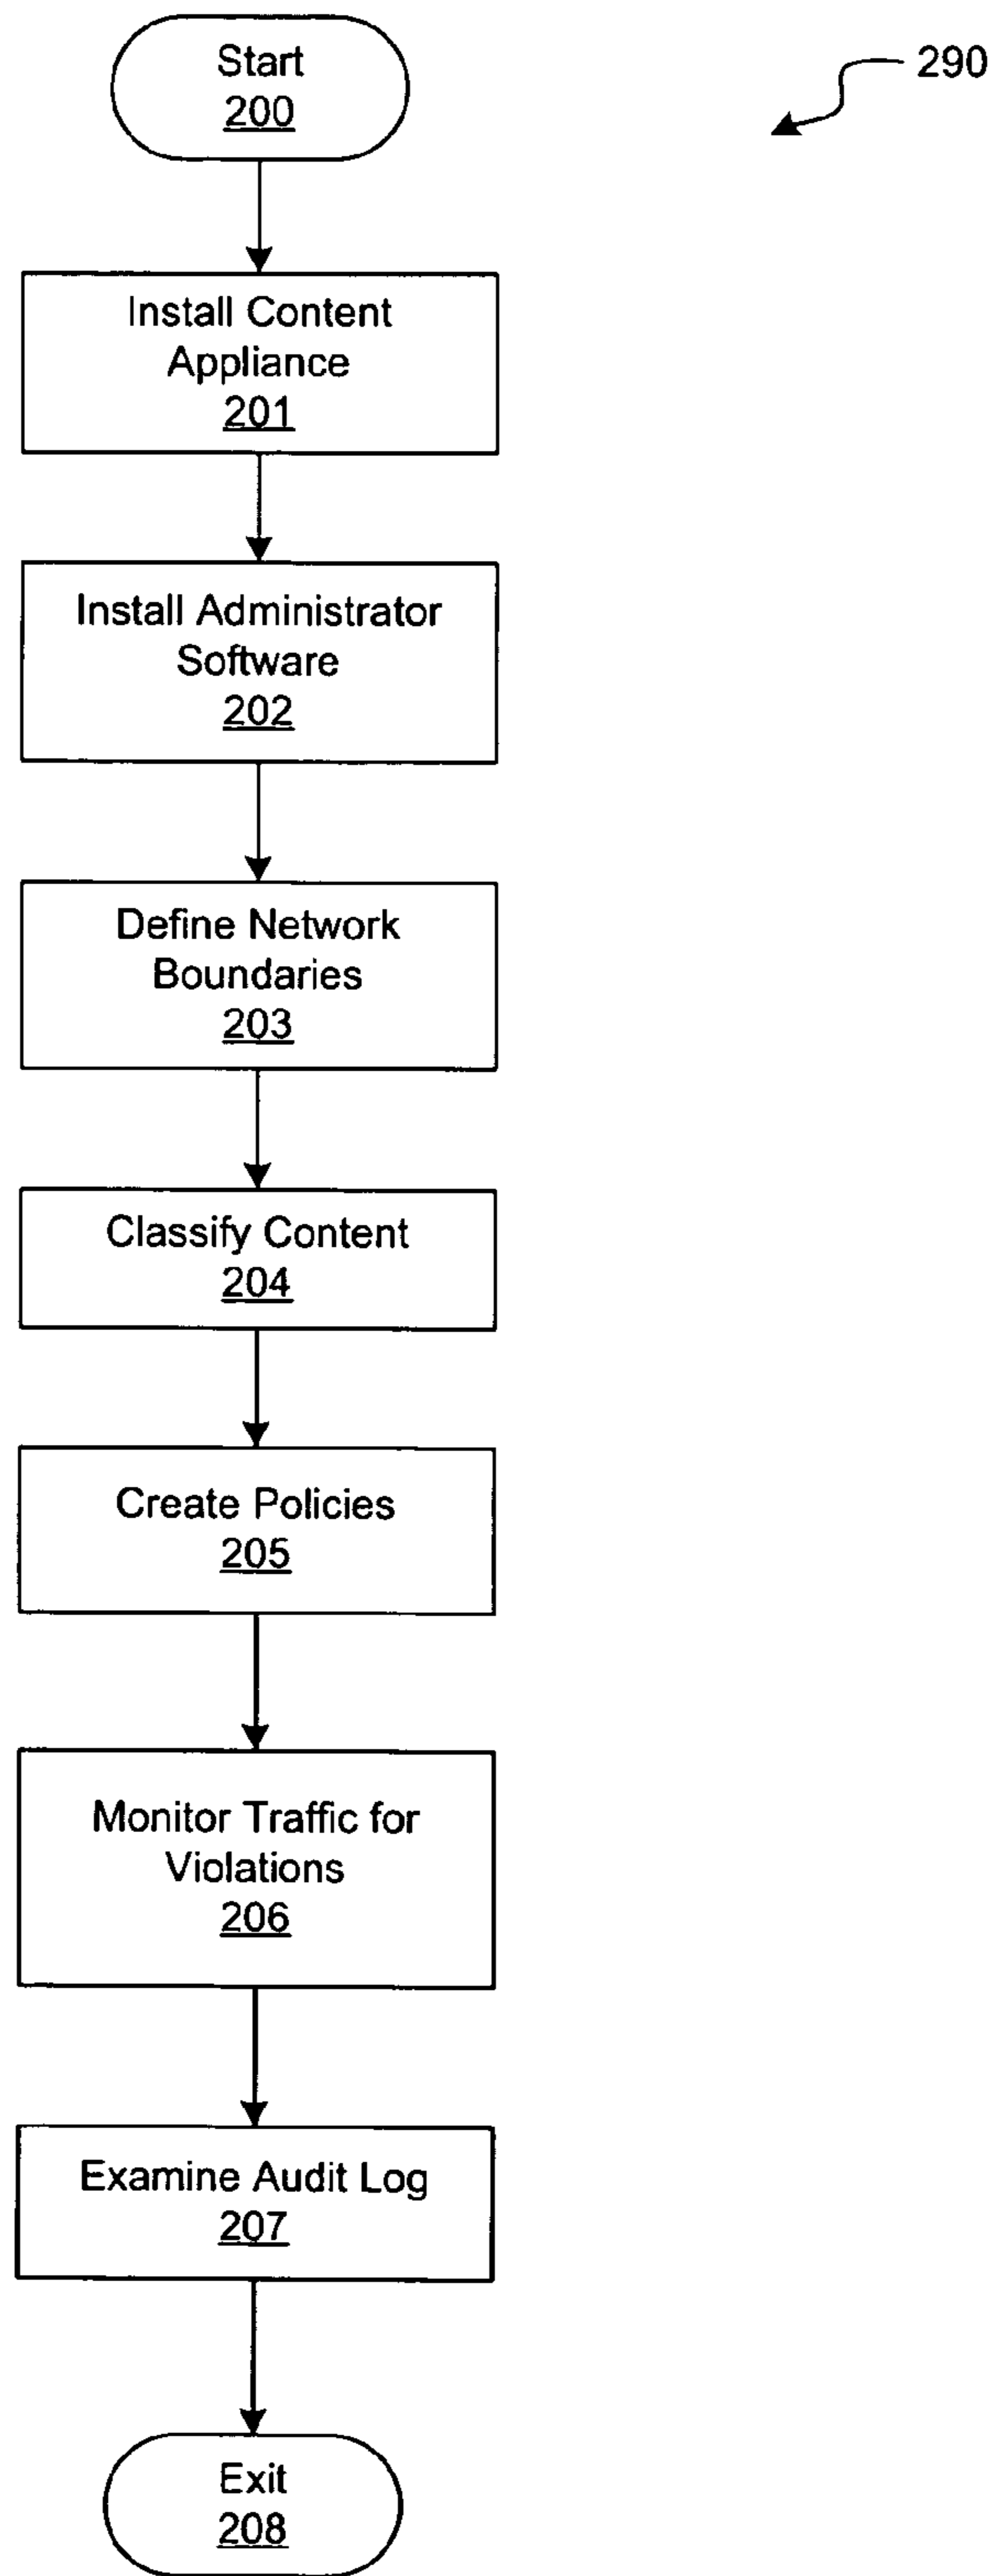 Start
200
290
Install Content
Appliance
201
Install Administrator
Software
202
Define Network
Boundaries
203
Classify Content
204
Create Policies
205
Monitor Traffic for
Violations
206
Examine Audit Log
207
Exit
208